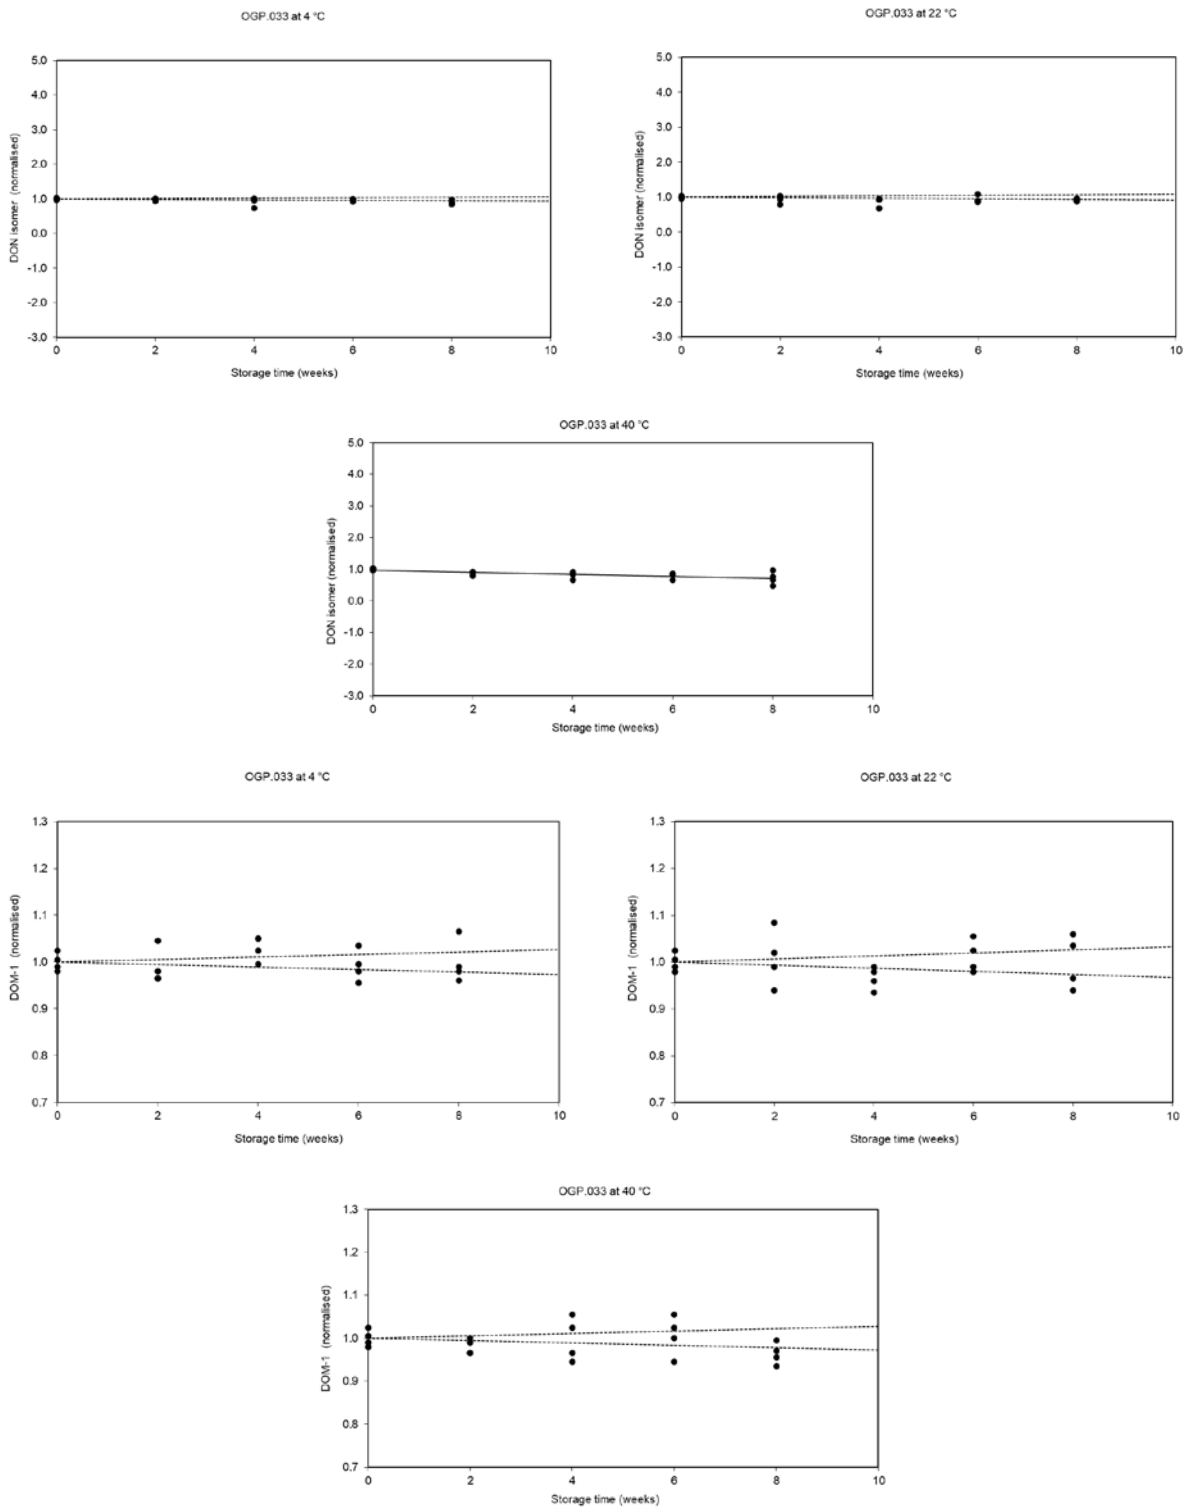 OGP.033 at 4 °C
DON isomer (normalised)
5.0
4.0
3.0
2.0
1.0
0.0
-1.0
-2.0
-3.0
0 2 4 6 8 10
Storage time (weeks)
OGP.033 at 22 °C
DON isomer (normalised)
5.0
4.0
3.0
2.0
1.0
0.0
-1.0
-2.0
-3.0
0 2 4 6 8 10
Storage time (weeks)
OGP.033 at 40 °C
DON isomer (normalised)
5.0
4.0
3.0
2.0
1.0
0.0
-1.0
-2.0
-3.0
0 2 4 6 8 10
Storage time (weeks)
OGP.033 at 4 °C
DOM-1 (normalised)
1.3
1.2
1.1
1.0
0.9
0.8
0.7
0 2 4 6 8 10
Storage time (weeks)
OGP.033 at 22 °C
DOM-1 (normalised)
1.3
1.2
1.1
1.0
0.9
0.8
0.7
0 2 4 6 8 10
Storage time (weeks)
OGP.033 at 40 °C
DOM-1 (normalised)
1.3
1.2
1.1
1.0
0.9
0.8
0.7
0 2 4 6 8 10
Storage time (weeks)